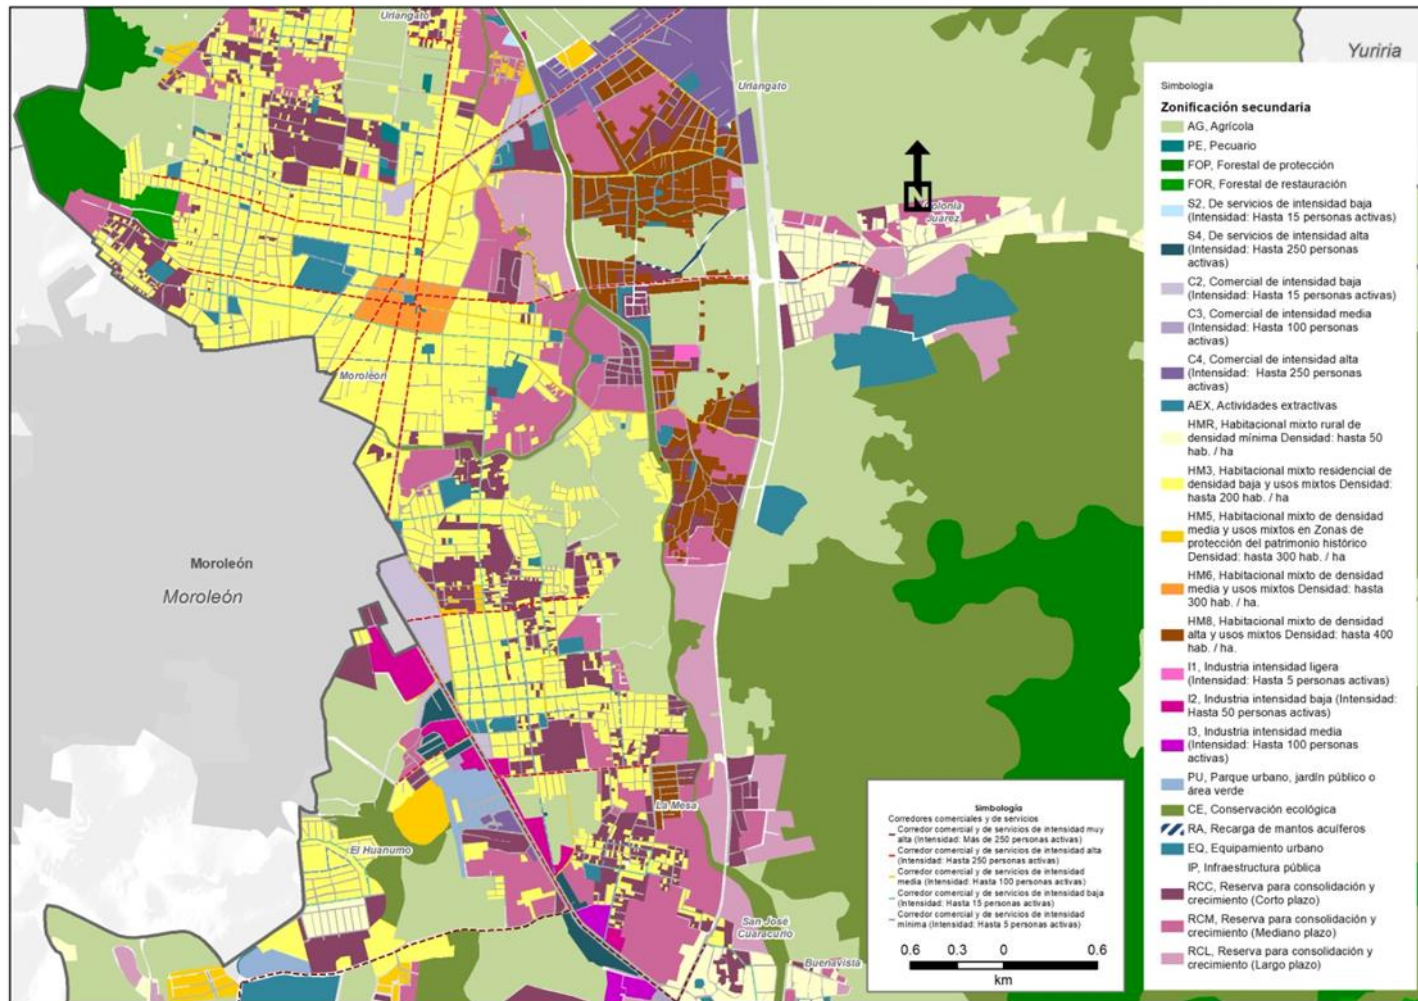 Uriangato
Yuriria
Uriangato
N
Colonia
Juárez
Moroleón
Moroleón
Moroleón
La Mesa
El Huanumo
San José
Cuaracurío
Buenavista
Simbología
Zonificación secundaria
AG, Agrícola
PE, Pecuario
FOP, Forestal de protección
FOR, Forestal de restauración
S2, De servicios de intensidad baja
(Intensidad: Hasta 15 personas activas)
S4, De servicios de intensidad alta
(Intensidad: Hasta 250 personas
activas)
C2, Comercial de intensidad baja
(Intensidad: Hasta 15 personas activas)
C3, Comercial de intensidad media
(Intensidad: Hasta 100 personas
activas)
C4, Comercial de intensidad alta
(Intensidad: Hasta 250 personas
activas)
AEX, Actividades extractivas
HMR, Habitacional mixto rural de
densidad mínima Densidad: hasta 50
hab. / ha
HM3, Habitacional mixto residencial de
densidad baja y usos mixtos Densidad:
hasta 200 hab. / ha
HM5, Habitacional mixto de densidad
media y usos mixtos en Zonas de
protección del patrimonio histórico
Densidad: hasta 300 hab. / ha
HM6, Habitacional mixto de densidad
media y usos mixtos Densidad: hasta
300 hab. / ha.
HM8, Habitacional mixto de densidad
alta y usos mixtos Densidad: hasta 400
hab. / ha.
I1, Industria intensidad ligera
(Intensidad: Hasta 5 personas activas)
I2, Industria intensidad baja (Intensidad:
Hasta 50 personas activas)
I3, Industria intensidad media
(Intensidad: Hasta 100 personas
activas)
PU, Parque urbano, jardín público o
área verde
CE, Conservación ecológica
RA, Recarga de mantos acuíferos
EQ, Equipamiento urbano
IP, Infraestructura pública
RCC, Reserva para consolidación y
crecimiento (Corto plazo)
RCM, Reserva para consolidación y
crecimiento (Mediano plazo)
RCL, Reserva para consolidación y
crecimiento (Largo plazo)
Simbología
Corredores comerciales y de servicios
Corredor comercial y de servicios de intensidad muy
alta (Intensidad: Más de 250 personas activas)
Corredor comercial y de servicios de intensidad alta
(Intensidad: Hasta 250 personas activas)
Corredor comercial y de servicios de intensidad
media (Intensidad: Hasta 100 personas activas)
Corredor comercial y de servicios de intensidad baja
(Intensidad: Hasta 15 personas activas)
Corredor comercial y de servicios de intensidad
mínima (Intensidad: Hasta 5 personas activas)
0.6 0.3 0 0.6
km